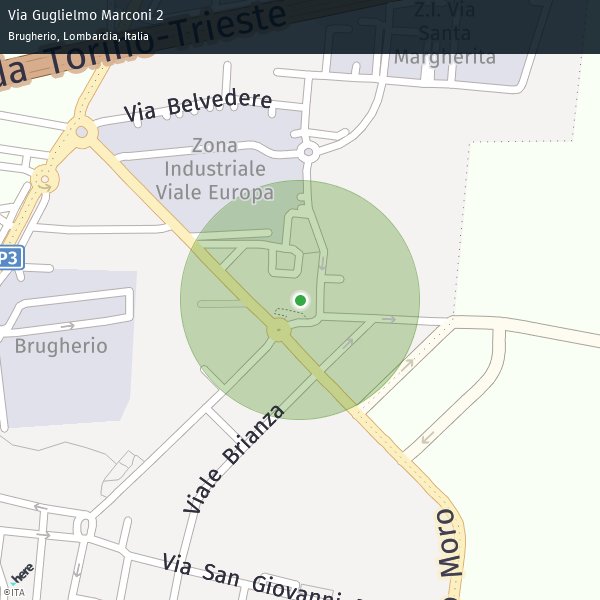 Via Guglielmo Marconi 2
Brugherio, Lombardia, Italia
Torino-Trieste
Z.I. Via
Santa
Margherita
Via Belvedere
Zona
Industriale
Viale Europa
P3
Brugherio
Viale Brianza
Moro
Via San Giovanni
here
©ITA